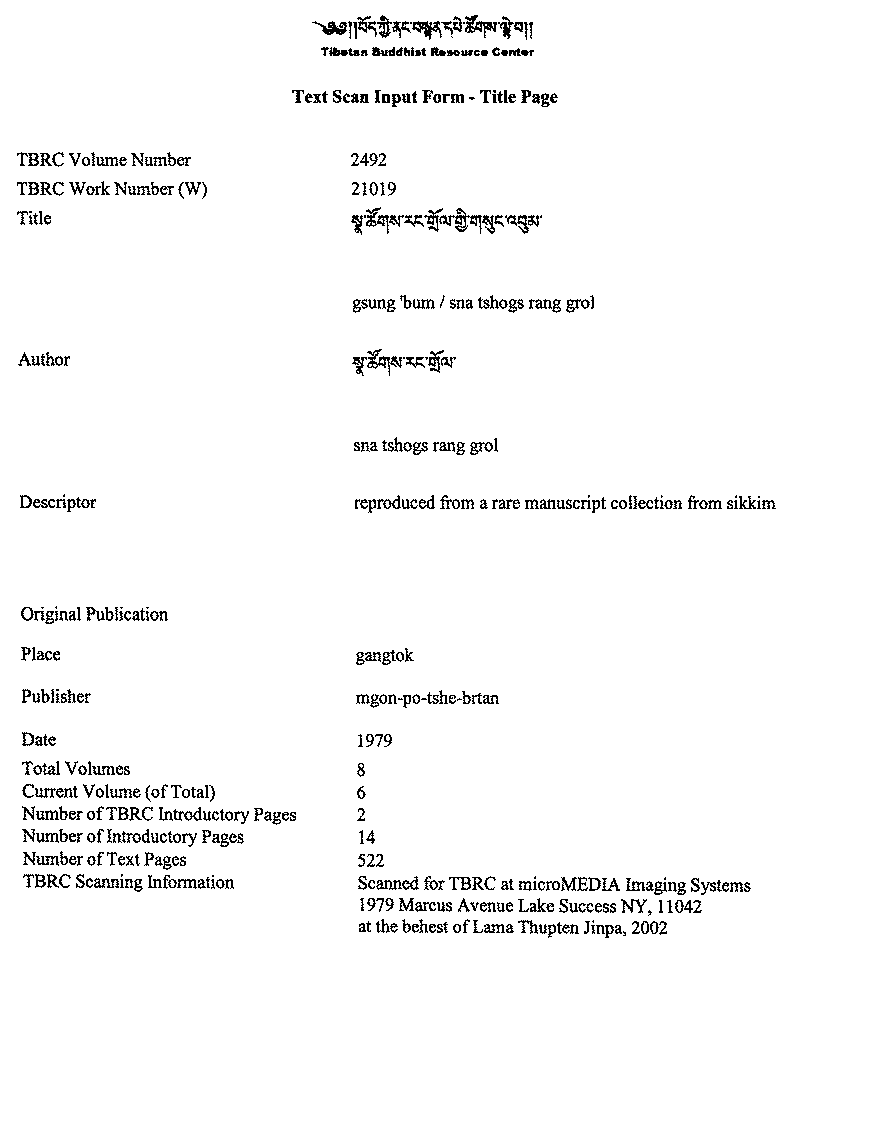 ༄༅།།བོད་ཀྱི་ནང་བསྟན་དཔེ་ཚོགས་ལྟེ་བ།།
Tibetan Buddhist Resource Center
Text Scan Input Form - Title Page
TBRC Volume Number 2492
TBRC Work Number (W) 21019
Title སྣ་ཚོགས་རང་གྲོལ་གྱི་གསུང་འབུམ་
gsung 'bum / sna tshogs rang grol
Author སྣ་ཚོགས་རང་གྲོལ་
sna tshogs rang grol
Descriptor reproduced from a rare manuscript collection from sikkim
Original Publication
Place gangtok
Publisher mgon-po-tshe-brtan
Date 1979
Total Volumes 8
Current Volume (of Total) 6
Number of TBRC Introductory Pages 2
Number of Introductory Pages 14
Number of Text Pages 522
TBRC Scanning Information Scanned for TBRC at microMEDIA Imaging Systems
1979 Marcus Avenue Lake Success NY, 11042
at the behest of Lama Thupten Jinpa, 2002